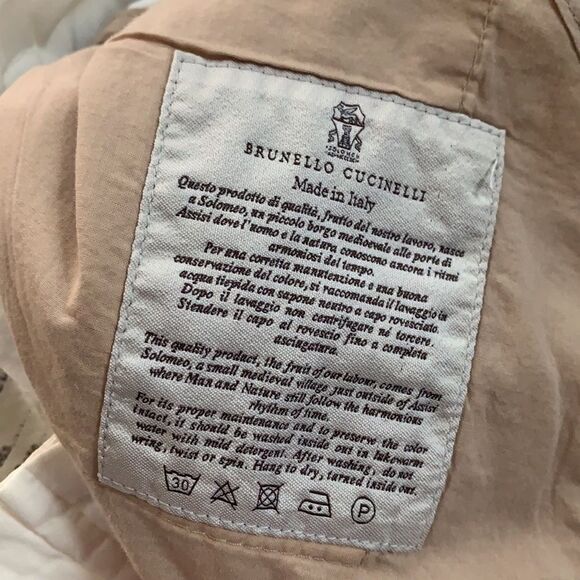 SOLOMEO
BRUNELLO CUCINELLI
Made in Italy
Questo prodotto di qualità, frutto del nostro lavoro, nasce
a Solomeo, un piccolo borgo medioevale alle porte di
Assisi dove l'uomo e la natura conoscono ancora i ritmi
armoniosi del tempo.
Per una corretta manutenzione e una buona
conservazione del colore, si raccomanda il lavaggio in
acqua tiepida con sapone neutro a capo rovesciato
Dopo il lavaggio non centrifugare né torcere.
Stendere il capo al rovescio fino a completa
asciugatura.
This quality product, the fruit of our labour, comes from
Solomeo, a small medieval village just outside of Assisi
where Man and Nature still follow the harmonious
rhythm of time.
For its proper maintenance and to preserve the color
intact, it should be washed inside out in lukewarm
water with mild detergent. After washing, do not
wring, twist or spin. Hang to dry, turned inside out.
30 P